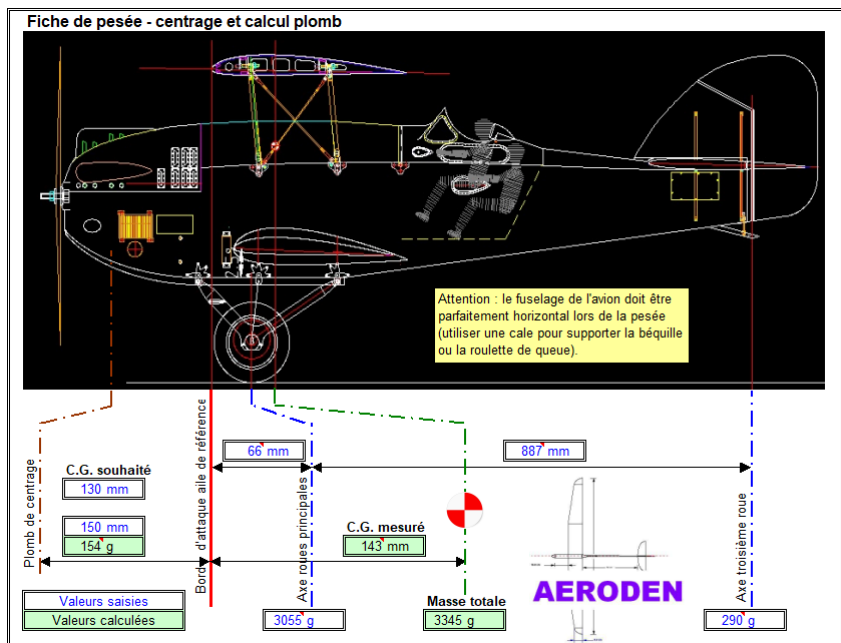 Fiche de pesée - centrage et calcul plomb
Attention : le fuselage de l'avion doit être
parfaitement horizontal lors de la pesée
(utiliser une cale pour supporter la béquille
ou la roulette de queue).
Plomb de centrage
C.G. souhaité
130 mm
150 mm
154 g
Bord d'attaque aile de référence
66 mm
Axe roues principales
887 mm
C.G. mesuré
143 mm
Axe troisième roue
AERODEN
Valeurs saisies
Valeurs calculées
3055 g
Masse totale
3345 g
290 g